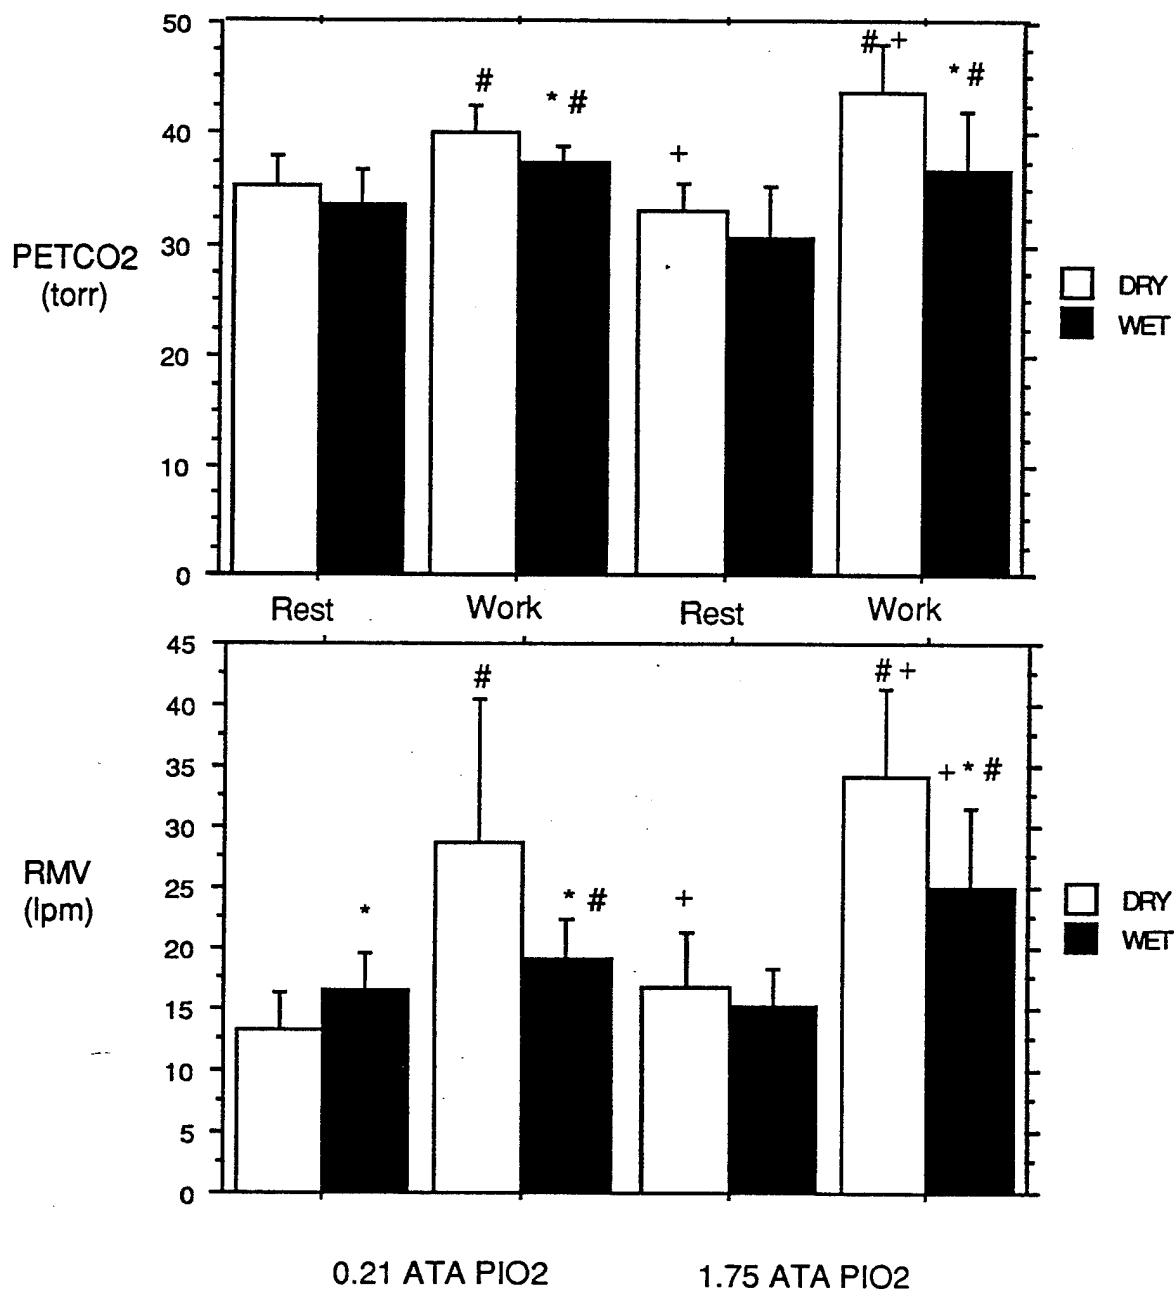 50
# +
# * # * #
40
+
30
PETCO2
(torr)
DRY
WET
20
10
0
Rest Work Rest Work
45
# # +
40
35
+ * #
30
RMV
(lpm)
25
DRY
* * # +
WET
20
15
10
5
0
0.21 ATA PIO2 1.75 ATA PIO2